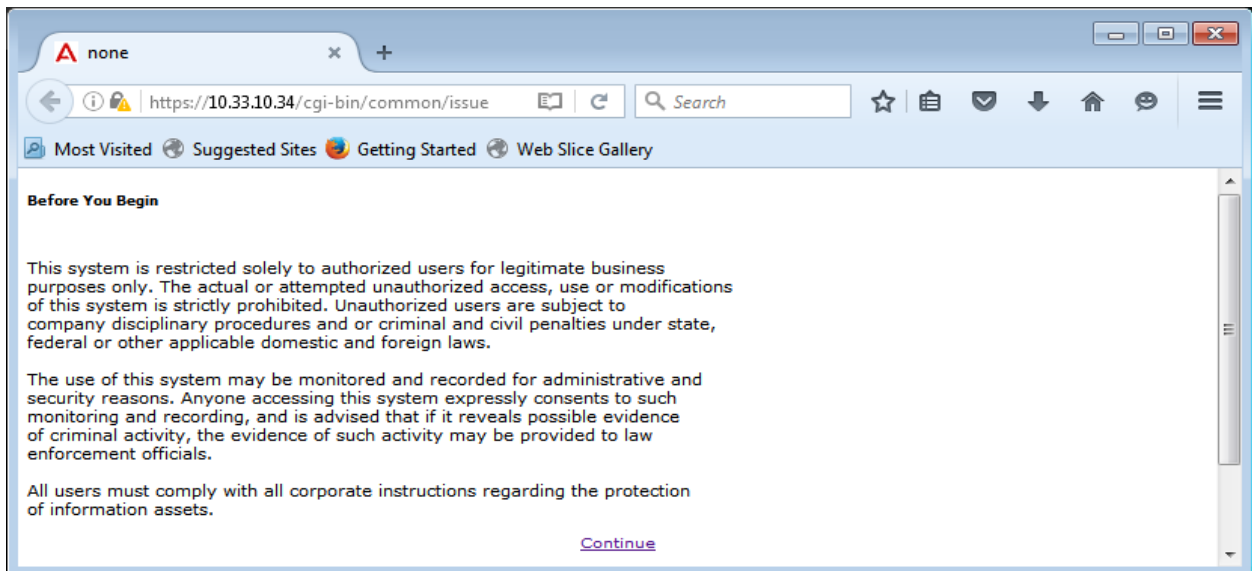 none
https://10.33.10.34/cgi-bin/common/issue
Search
Most Visited
Suggested Sites
Getting Started
Web Slice Gallery
Before You Begin
This system is restricted solely to authorized users for legitimate business
purposes only. The actual or attempted unauthorized access, use or modifications
of this system is strictly prohibited. Unauthorized users are subject to
company disciplinary procedures and or criminal and civil penalties under state,
federal or other applicable domestic and foreign laws.
The use of this system may be monitored and recorded for administrative and
security reasons. Anyone accessing this system expressly consents to such
monitoring and recording, and is advised that if it reveals possible evidence
of criminal activity, the evidence of such activity may be provided to law
enforcement officials.
All users must comply with all corporate instructions regarding the protection
of information assets.
Continue